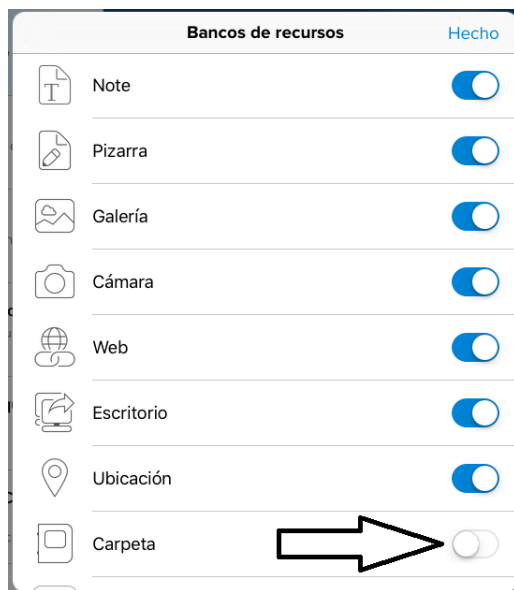 Bancos de recursos Hecho
Note
Pizarra
Galería
Cámara
Web
Escritorio
Ubicación
Carpeta